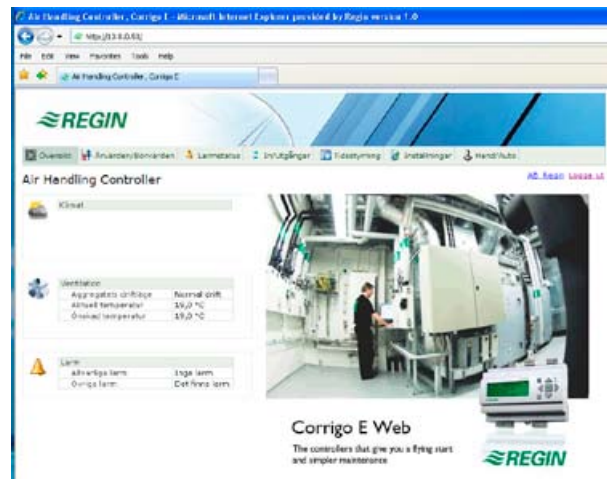 Air Handling Controller, Corrigo E - Microsoft Internet Explorer provided by Regin version 1.0
File Edit View Favorites Tools Help
Air Handling Controller, Corrigo E
REGIN
Översikt Ärvärden/Börvärden Larmstatus In/Utgångar Tidsstyrning Inställningar Hand/Auto
Air Handling Controller
AB Regin Logga ut
Klimat
Ventilation
Aggregatets driftläge Normal drift
Aktuell temperatur 19,0 °C
Önskad temperatur 19,0 °C
Larm
Allvarliga larm Inga larm
Övriga larm Det finns larm
Corrigo E Web
The controllers that give you a flying start
and simpler maintenance
REGIN